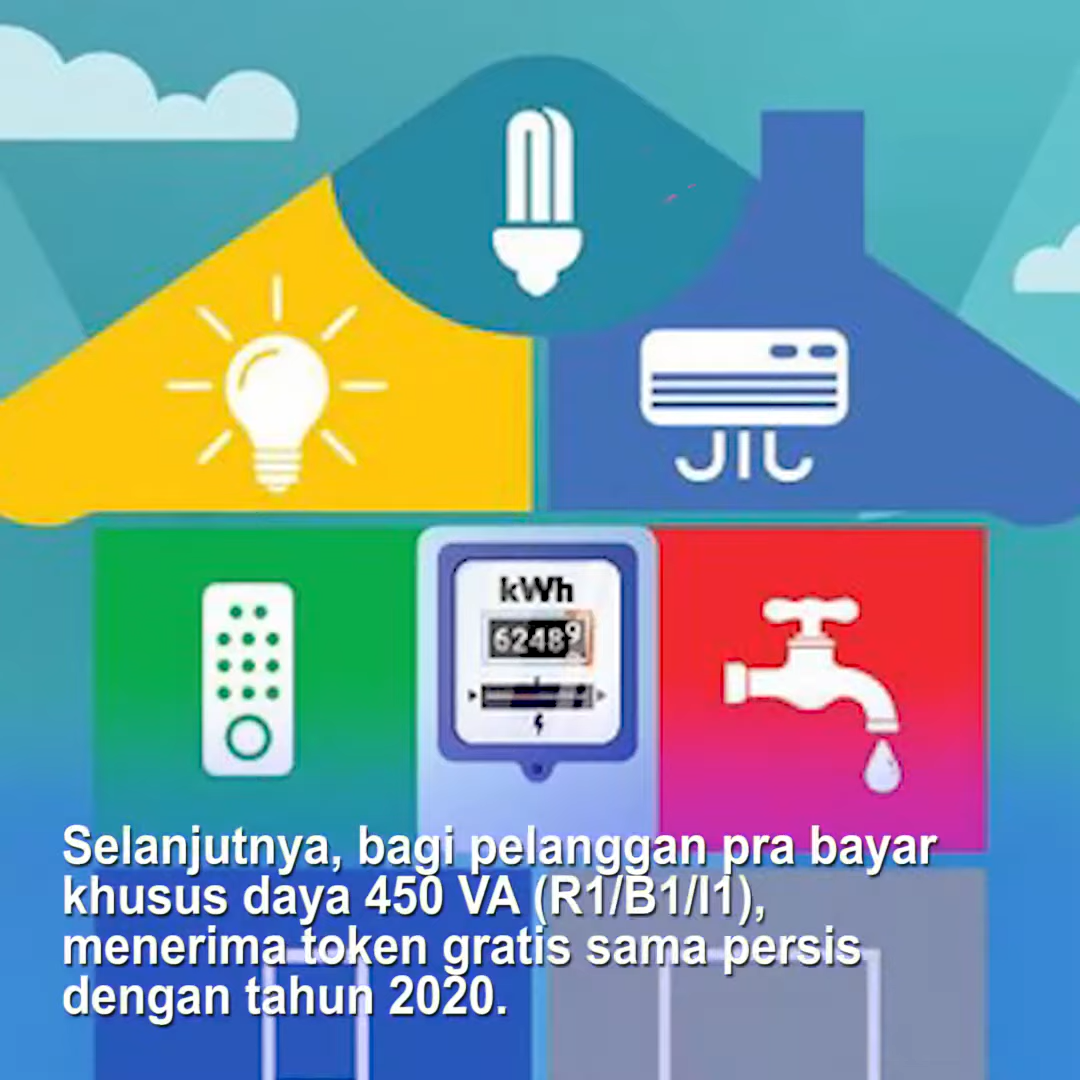 kWh
62489
Selanjutnya, bagi pelanggan pra bayar
khusus daya 450 VA (R1/B1/I1),
menerima token gratis sama persis
dengan tahun 2020.